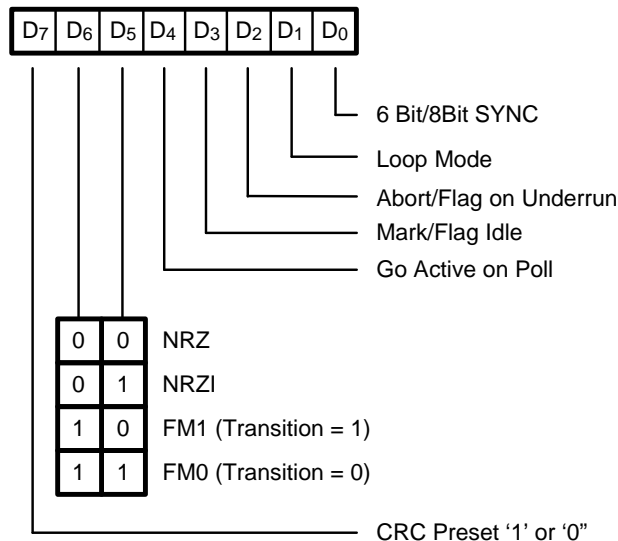 D7 D6 D5 D4 D3 D2 D1 D0
6 Bit/8Bit SYNC
Loop Mode
Abort/Flag on Underrun
Mark/Flag Idle
Go Active on Poll
0 0 NRZ
0 1 NRZI
1 0 FM1 (Transition = 1)
1 1 FM0 (Transition = 0)
CRC Preset ‘1’ or ‘0”